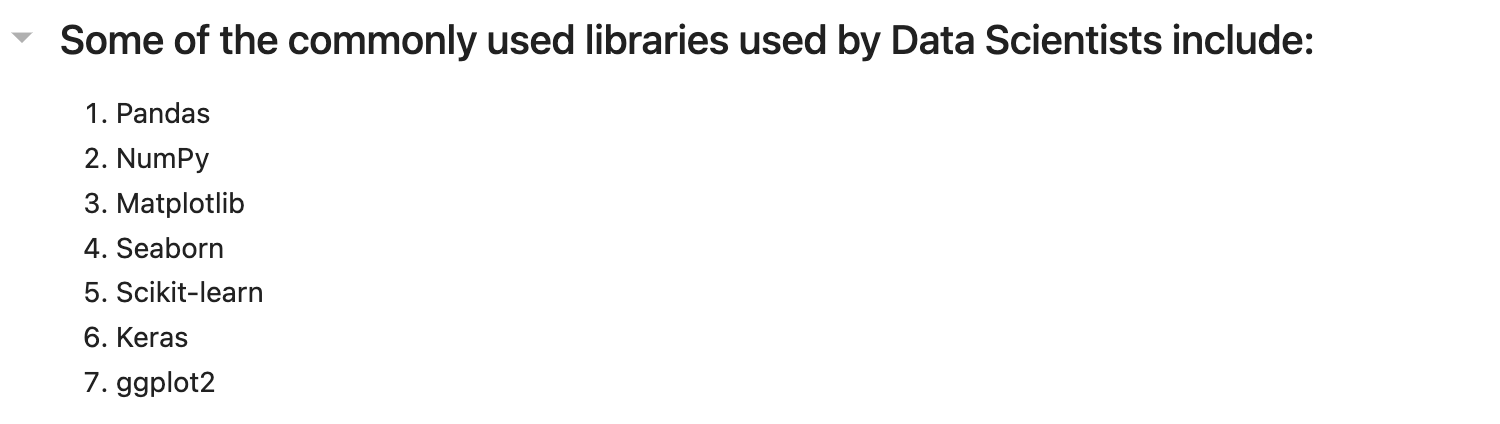 Some of the commonly used libraries used by Data Scientists include:
1. Pandas
2. NumPy
3. Matplotlib
4. Seaborn
5. Scikit-learn
6. Keras
7. ggplot2